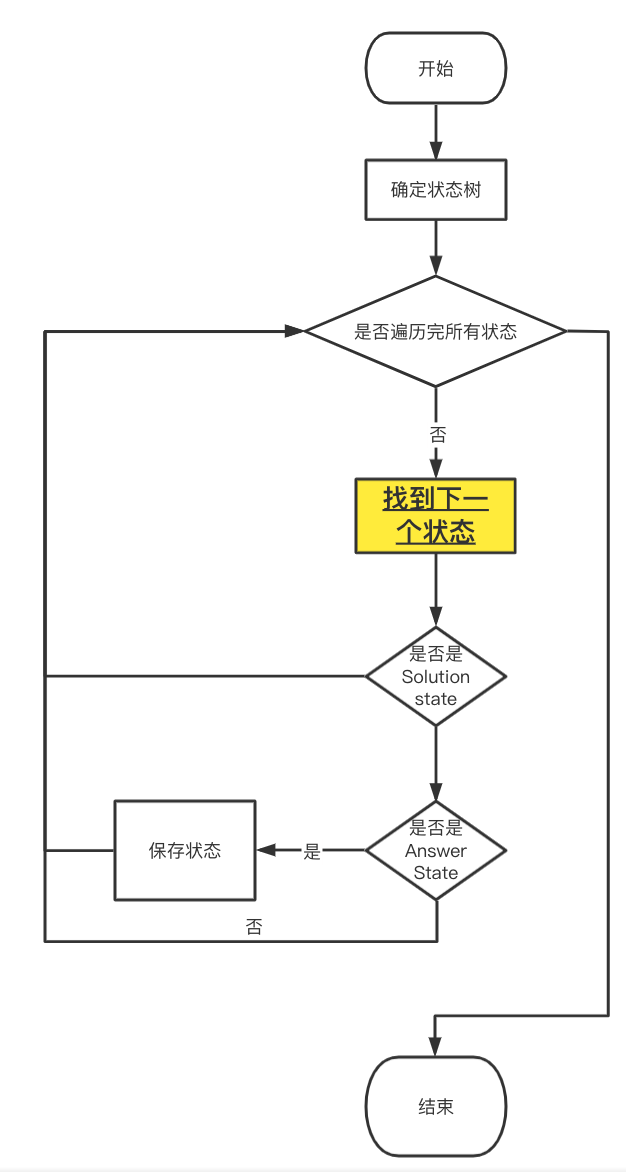 开始
确定状态树
是否遍历完所有状态
否
找到下一
个状态
是否是
Solution
state
是否是
Answer
State
是
保存状态
否
结束